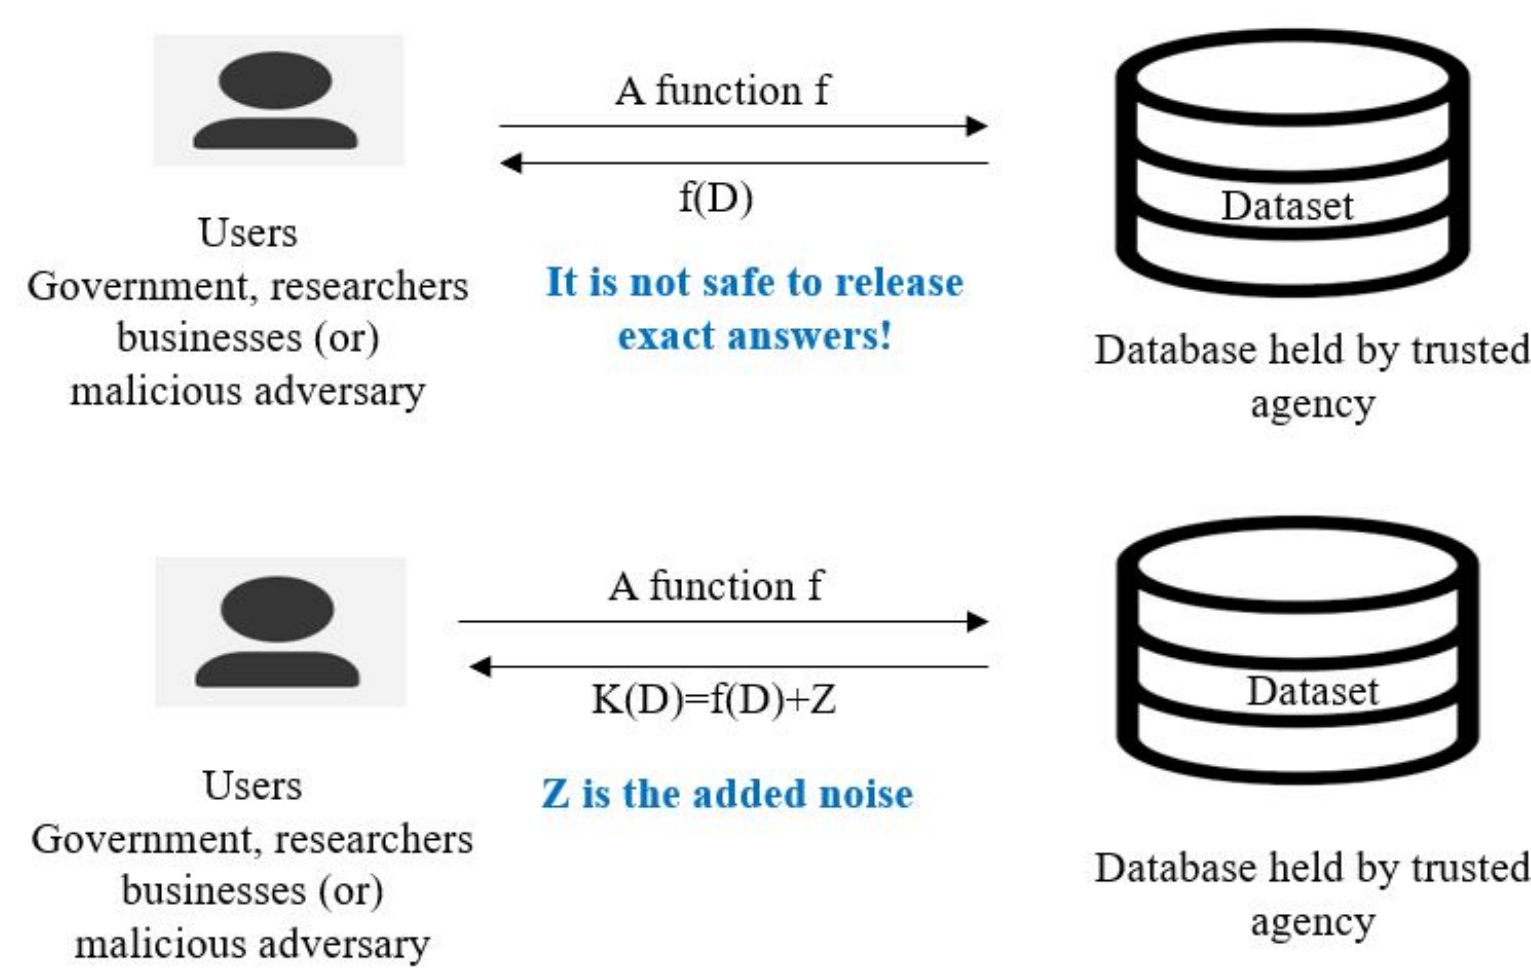 A function f
f(D)
Users
Government, researchers
businesses (or)
malicious adversary
It is not safe to release
exact answers!
Dataset
Database held by trusted
agency
A function f
K(D)=f(D)+Z
Users
Government, researchers
businesses (or)
malicious adversary
Z is the added noise
Dataset
Database held by trusted
agency